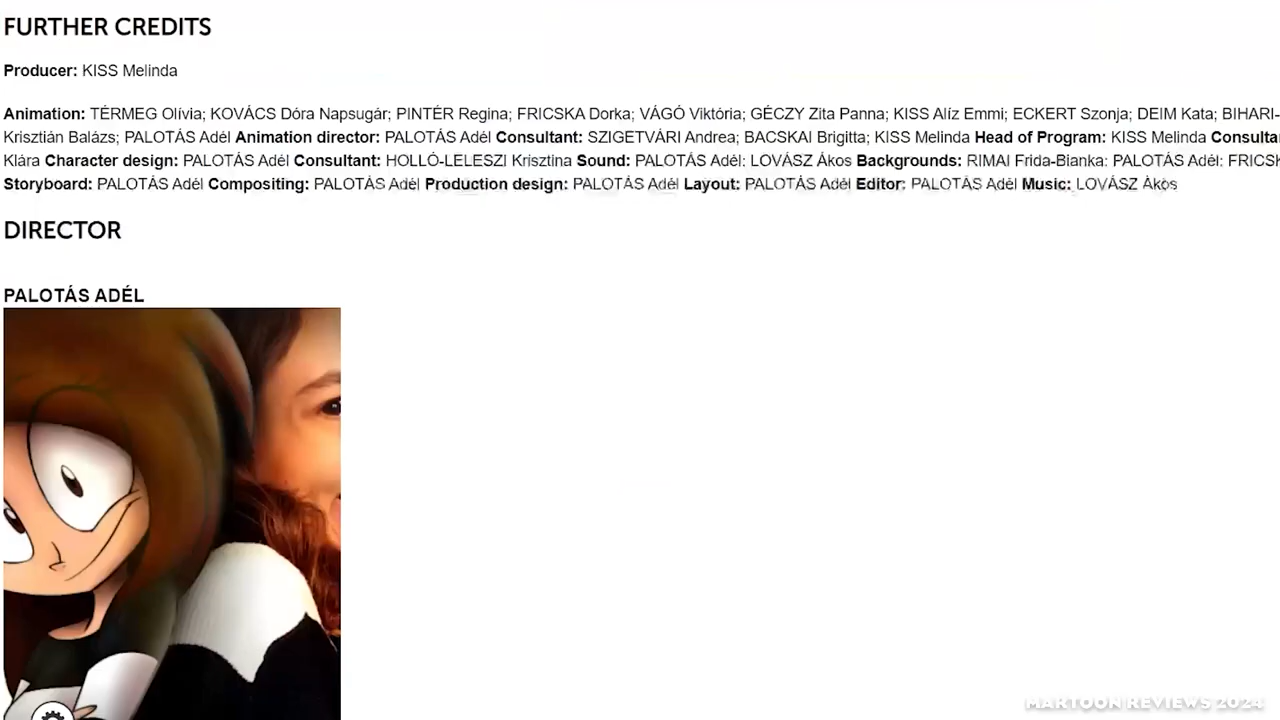 FURTHER CREDITS
Producer: KISS Melinda
Animation: TÉRMEG Olívia; KOVÁCS Dóra Napsugár; PINTÉR Regina; FRICSKA Dorka; VÁGÓ Viktória; GÉCZY Zita Panna; KISS Alíz Emmi; ECKERT Szonja; DEIM Kata; BIHARI-
Krisztián Balázs; PALOTÁS Adél Animation director: PALOTÁS Adél Consultant: SZIGETVÁRI Andrea; BACSKAI Brigitta; KISS Melinda Head of Program: KISS Melinda Consulta
Klára Character design: PALOTÁS Adél Consultant: HOLLÓ-LELESZI Krisztina Sound: PALOTÁS Adél; LOVÁSZ Ákos Backgrounds: RIMAI Frida-Bianka; PALOTÁS Adél; FRICSK
Storyboard: PALOTÁS Adél Compositing: PALOTÁS Adél Production design: PALOTÁS Adél Layout: PALOTÁS Adél Editor: PALOTÁS Adél Music: LOVÁSZ Ákos
DIRECTOR
PALOTÁS ADÉL
MARTOON REVIEWS 2024